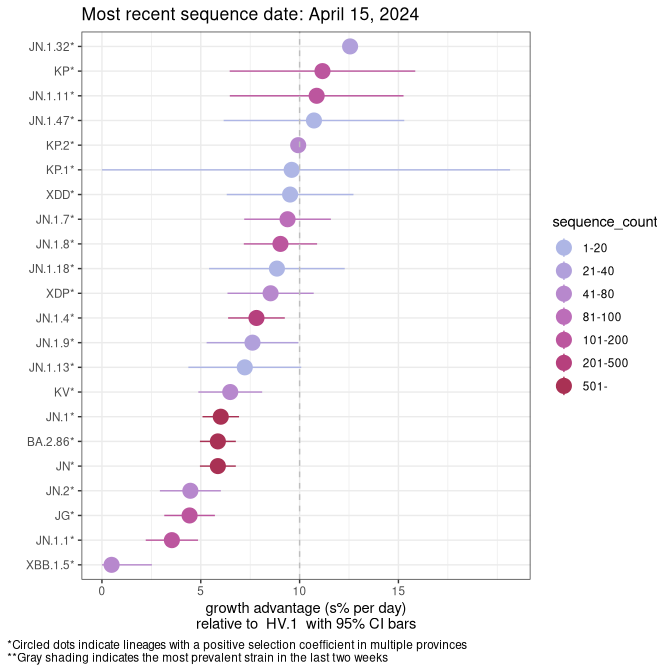 Most recent sequence date: April 15, 2024
JN.1.32*
KP*
JN.1.11*
JN.1.47*
KP.2*
KP.1*
XDD*
JN.1.7*
JN.1.8*
JN.1.18*
XDP*
JN.1.4*
JN.1.9*
JN.1.13*
KV*
JN.1*
BA.2.86*
JN*
JN.2*
JG*
JN.1.1*
XBB.1.5*
0 5 10 15
growth advantage (s% per day)
relative to HV.1 with 95% CI bars
sequence_count
1-20
21-40
41-80
81-100
101-200
201-500
501-
*Circled dots indicate lineages with a positive selection coefficient in multiple provinces
**Gray shading indicates the most prevalent strain in the last two weeks